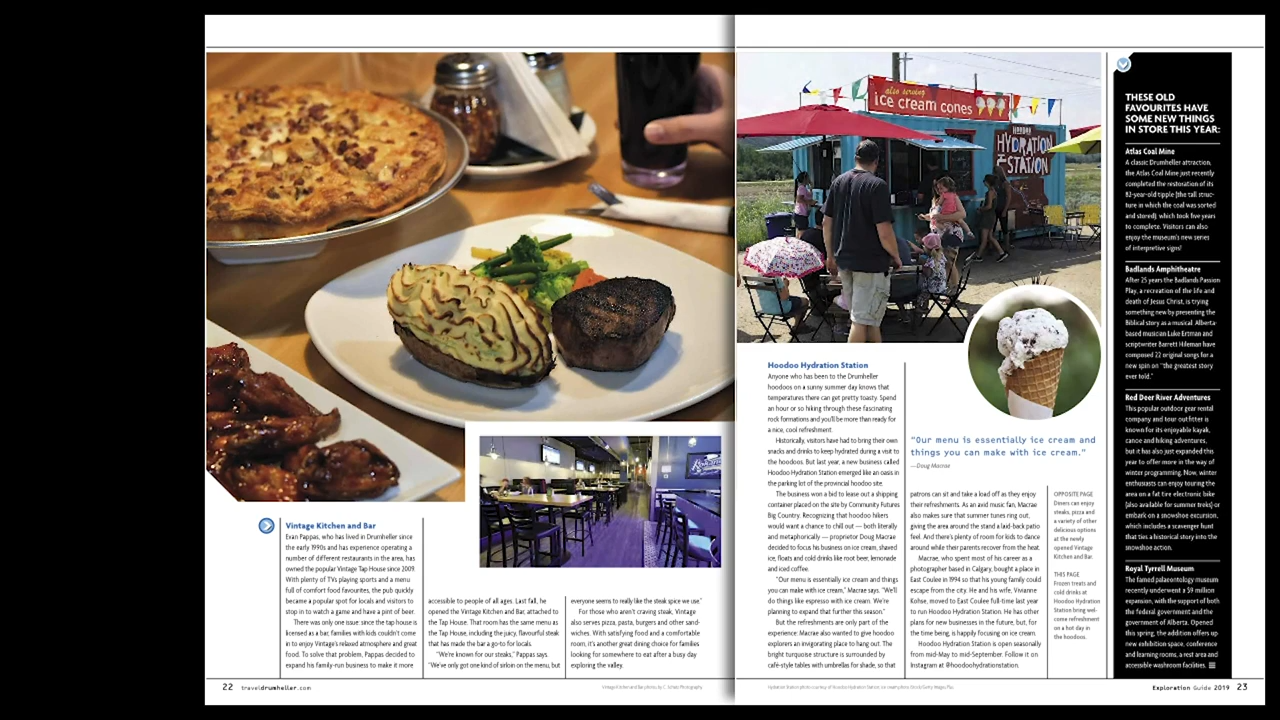 Vintage Kitchen and Bar
Evan Pappas, who has lived in Drumheller since
the early 1990s and has experience operating a
number of different restaurants in the area, has
owned the popular Vintage Tap House since 2009.
With plenty of TVs playing sports and a menu
full of comfort food favourites, the pub quickly
became a popular spot for locals and visitors to
stop in to watch a game and have a pint of beer.
There was only one issue: since the tap house is
licensed as a bar, families with kids couldn't come
in to enjoy Vintage's relaxed atmosphere and great
food. To solve that problem, Pappas decided to
expand his family-run business to make it more
accessible to people of all ages. Last fall, he
opened the Vintage Kitchen and Bar, attached to
the Tap House. That room has the same menu as
the Tap House, including the juicy, flavourful steak
that has made the bar a go-to for locals.
"We're known for our steaks," Pappas says.
"We've only got one kind of sirloin on the menu, but
everyone seems to really like the steak spice we use."
For those who aren't craving steak, Vintage
also serves pizza, pasta, burgers and other sand-
wiches. With satisfying food and a comfortable
room, it's another great dining choice for families
looking for somewhere to eat after a busy day
exploring the valley.
22 traveldrumheller.com
Vintage Kitchen and Bar photos by C. Schatz Photography
also serving
ice cream cones
HOODOO
HYDRATION
STATION
Hoodoo Hydration Station
Anyone who has been to the Drumheller
hoodoos on a sunny summer day knows that
temperatures there can get pretty toasty. Spend
an hour or so hiking through these fascinating
rock formations and you'll be more than ready for
a nice, cool refreshment.
Historically, visitors have had to bring their own
snacks and drinks to keep hydrated during a visit to
the hoodoos. But last year, a new business called
Hoodoo Hydration Station emerged like an oasis in
the parking lot of the provincial hoodoo site.
The business won a bid to lease out a shipping
container placed on the site by Community Futures
Big Country. Recognizing that hoodoo hikers
would want a chance to chill out — both literally
and metaphorically — proprietor Doug Macrae
decided to focus his business on ice cream, shaved
ice, floats and cold drinks like root beer, lemonade
and iced coffee.
"Our menu is essentially ice cream and things
you can make with ice cream," Macrae says. "We'll
do things like espresso with ice cream. We're
planning to expand that further this season."
But the refreshments are only part of the
experience: Macrae also wanted to give hoodoo
explorers an invigorating place to hang out. The
bright turquoise structure is surrounded by
café-style tables with umbrellas for shade, so that
"Our menu is essentially ice cream and
things you can make with ice cream."
—Doug Macrae
patrons can sit and take a load off as they enjoy
their refreshments. As an avid music fan, Macrae
also makes sure that summer tunes ring out,
giving the area around the stand a laid-back patio
feel. And there's plenty of room for kids to dance
around while their parents recover from the heat.
Macrae, who spent most of his career as a
photographer based in Calgary, bought a place in
East Coulee in 1994 so that his young family could
escape from the city. He and his wife, Vivianne
Kohse, moved to East Coulee full-time last year
to run Hoodoo Hydration Station. He has other
plans for new businesses in the future, but, for
the time being, is happily focusing on ice cream.
Hoodoo Hydration Station is open seasonally
from mid-May to mid-September. Follow it on
Instagram at @hoodoohydrationstation.
OPPOSITE PAGE
Diners can enjoy
steaks, pizza and
a variety of other
delicious options
at the newly
opened Vintage
Kitchen and Bar.
THIS PAGE
Frozen treats and
cold drinks at
Hoodoo Hydration
Station bring wel-
come refreshment
on a hot day in
the hoodoos.
THESE OLD
FAVOURITES HAVE
SOME NEW THINGS
IN STORE THIS YEAR:
Atlas Coal Mine
A classic Drumheller attraction,
the Atlas Coal Mine just recently
completed the restoration of its
82-year-old tipple (the tall struc-
ture in which the coal was sorted
and stored), which took five years
to complete. Visitors can also
enjoy the museum's new series
of interpretive signs!
Badlands Amphitheatre
After 25 years the Badlands Passion
Play, a recreation of the life and
death of Jesus Christ, is trying
something new by presenting the
Biblical story as a musical. Alberta-
based musician Luke Ertman and
scriptwriter Barrett Hileman have
composed 22 original songs for a
new spin on "the greatest story
ever told."
Red Deer River Adventures
This popular outdoor gear rental
company and tour outfitter is
known for its enjoyable kayak,
canoe and hiking adventures,
but it has also just expanded this
year to offer more in the way of
winter programming. Now, winter
enthusiasts can enjoy touring the
area on a fat tire electronic bike
(also available for summer treks) or
embark on a snowshoe excursion,
which includes a scavenger hunt
that ties a historical story into the
snowshoe action.
Royal Tyrrell Museum
The famed palaeontology museum
recently underwent a $9 million
expansion, with the support of both
the federal government and the
government of Alberta. Opened
this spring, the addition offers up
new exhibition space, conference
and learning rooms, a rest area and
accessible washroom facilities.
Exploration Guide 2019 23